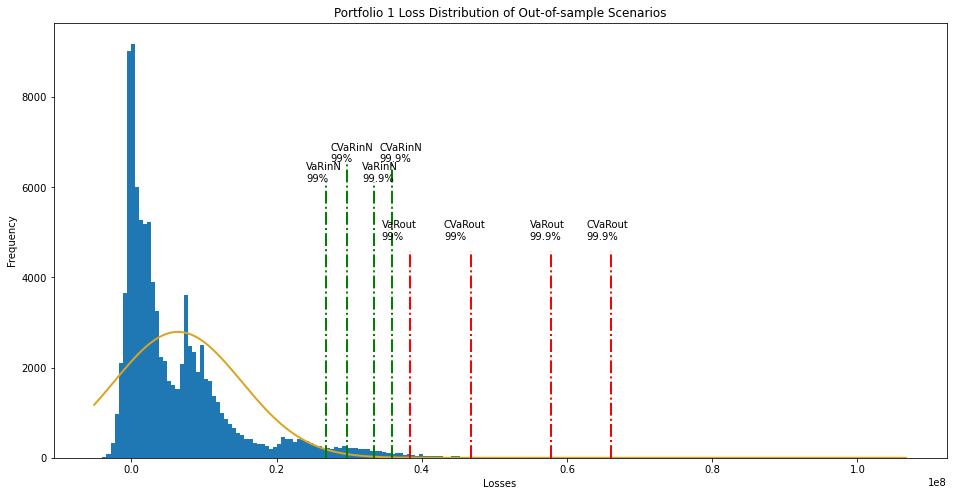 Portfolio 1 Loss Distribution of Out-of-sample Scenarios
Frequency
8000
6000
4000
2000
0
CVaRinN
99%
CVaRinN
99.9%
VaRinN
99%
VaRinN
99.9%
VaRout
99%
CVaRout
99%
VaRout
99.9%
CVaRout
99.9%
0.0
0.2
0.4
0.6
0.8
1.0
1e8
Losses